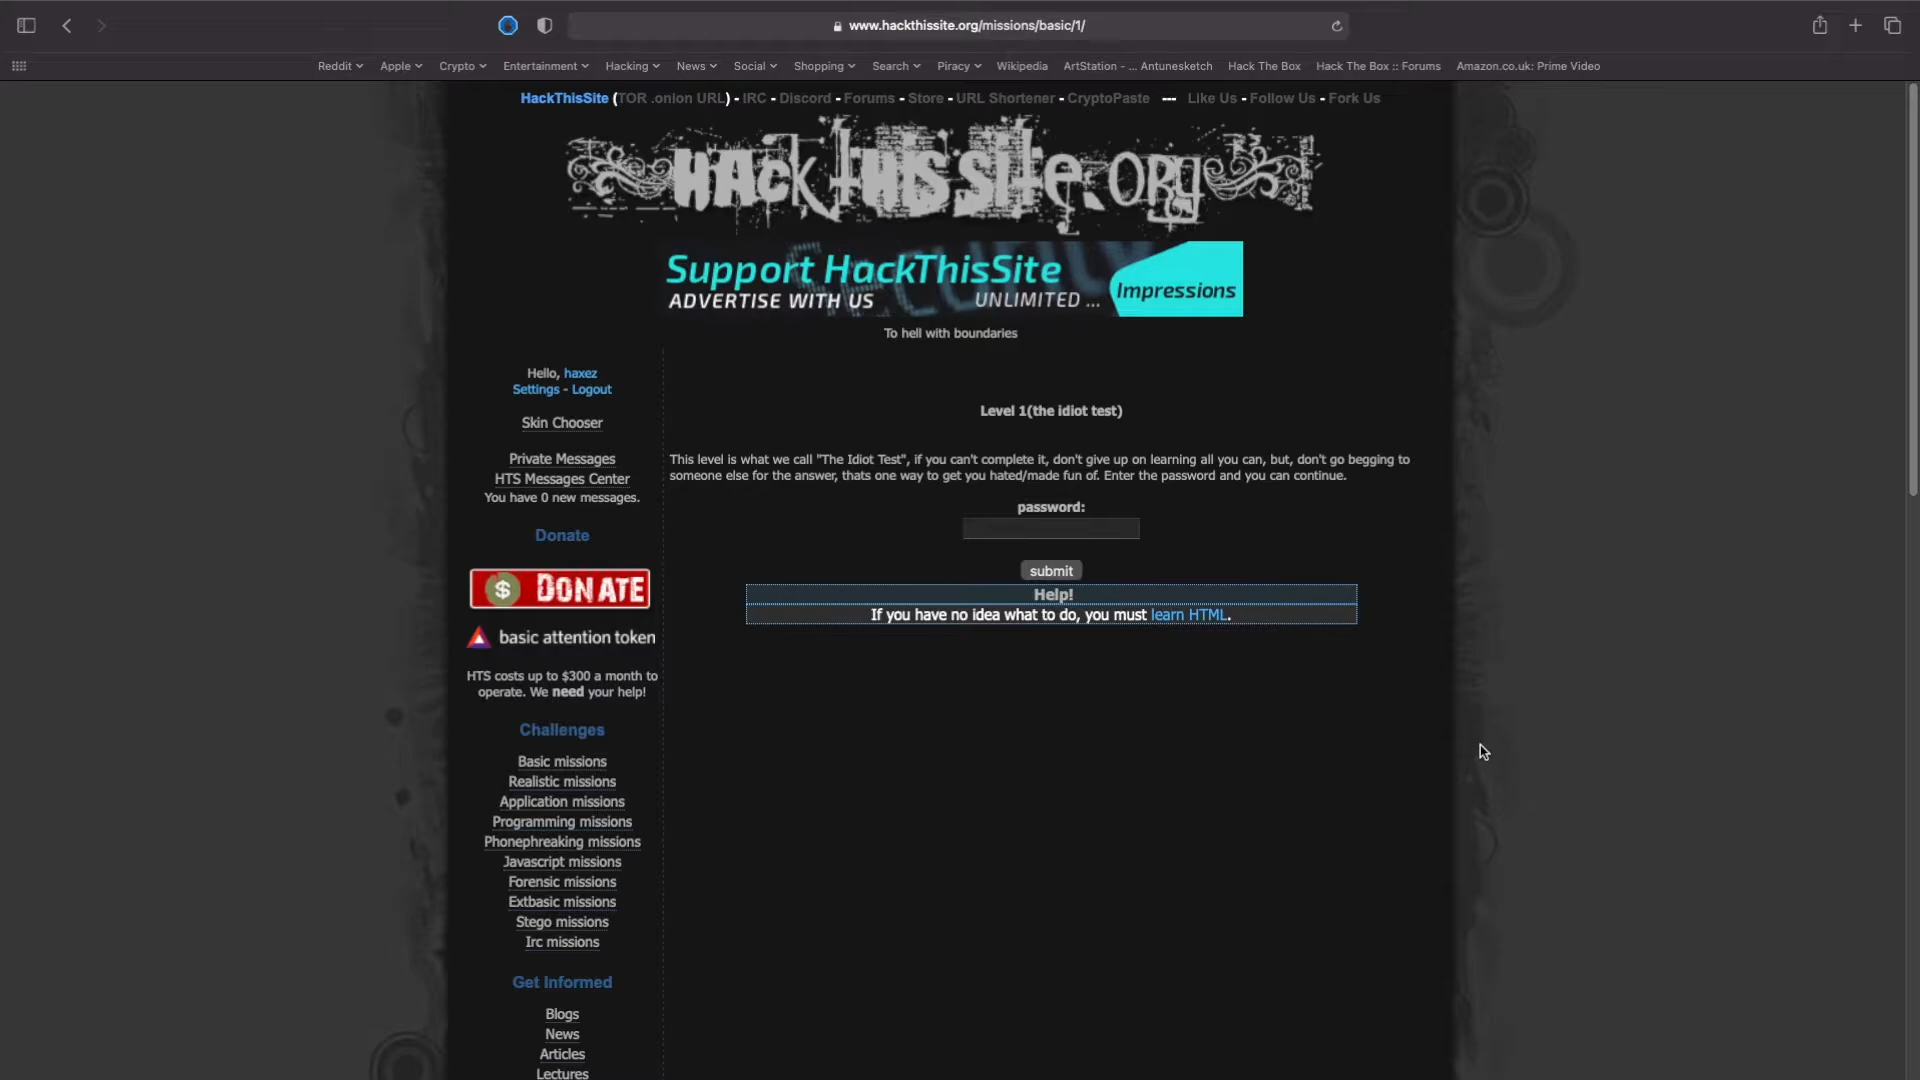 www.hackthissite.org/missions/basic/1/
Reddit Apple Crypto Entertainment Hacking News Social Shopping Search Piracy Wikipedia ArtStation - ... Antunesketch Hack The Box Hack The Box :: Forums Amazon.co.uk: Prime Video
HackThisSite (TOR .onion URL) - IRC - Discord - Forums - Store - URL Shortener - CryptoPaste --- Like Us - Follow Us - Fork Us
HAck tHIS SitE.ORG
Support HackThisSite
ADVERTISE WITH US UNLIMITED ... Impressions
To hell with boundaries
Hello, haxez
Settings - Logout
Skin Chooser
Private Messages
HTS Messages Center
You have 0 new messages.
Donate
$ DONATE
basic attention token
HTS costs up to $300 a month to
operate. We need your help!
Challenges
Basic missions
Realistic missions
Application missions
Programming missions
Phonephreaking missions
Javascript missions
Forensic missions
Extbasic missions
Stego missions
Irc missions
Get Informed
Blogs
News
Articles
Lectures
Level 1(the idiot test)
This level is what we call "The Idiot Test", if you can't complete it, don't give up on learning all you can, but, don't go begging to
someone else for the answer, thats one way to get you hated/made fun of. Enter the password and you can continue.
password:
submit
Help!
If you have no idea what to do, you must learn HTML.